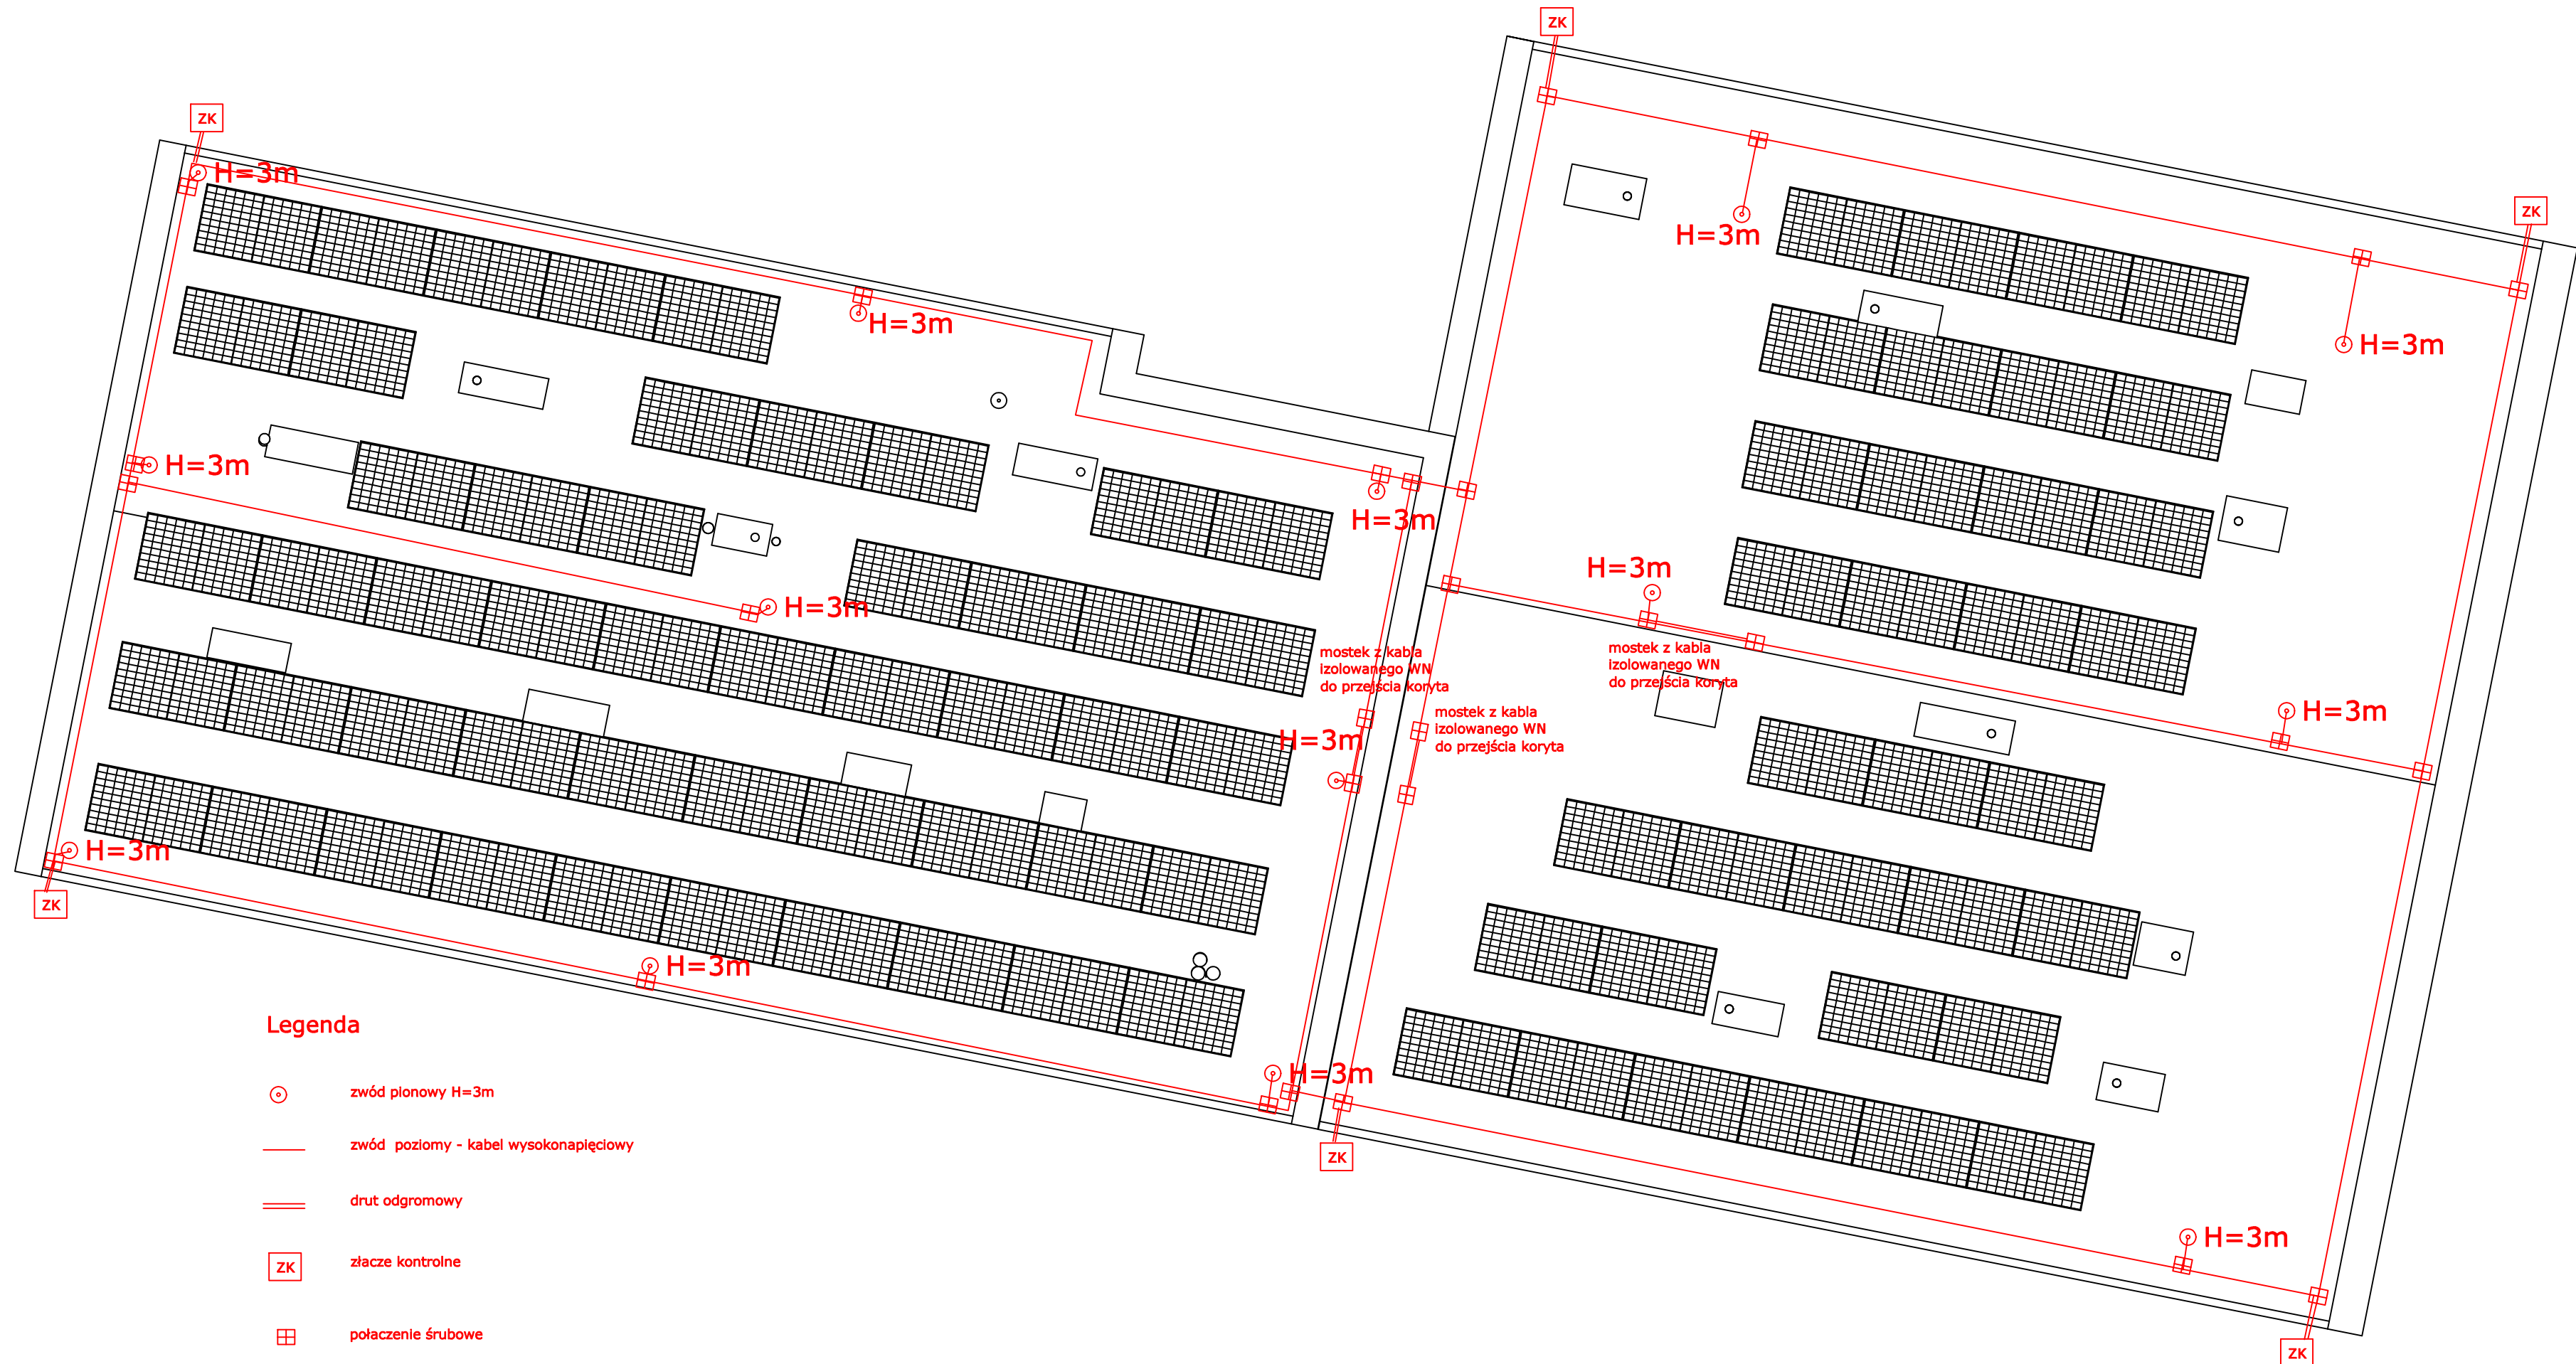 ZK
ZK
H=3m
ZK
H=3m
H=3m
H=3m
H=3m
H=3m
H=3m
H=3m
H=3m
mostek z kabla
izolowanego WN
do przejścia koryta
mostek z kabla
izolowanego WN
do przejścia koryta
H=3m
mostek z kabla
izolowanego WN
do przejścia koryta
H=3m
H=3m
ZK
H=3m
H=3m
ZK
H=3m
ZK
Legenda
zwód pionowy H=3m
zwód poziomy - kabel wysokonapięciowy
drut odgromowy
ZK
złacze kontrolne
połaczenie śrubowe